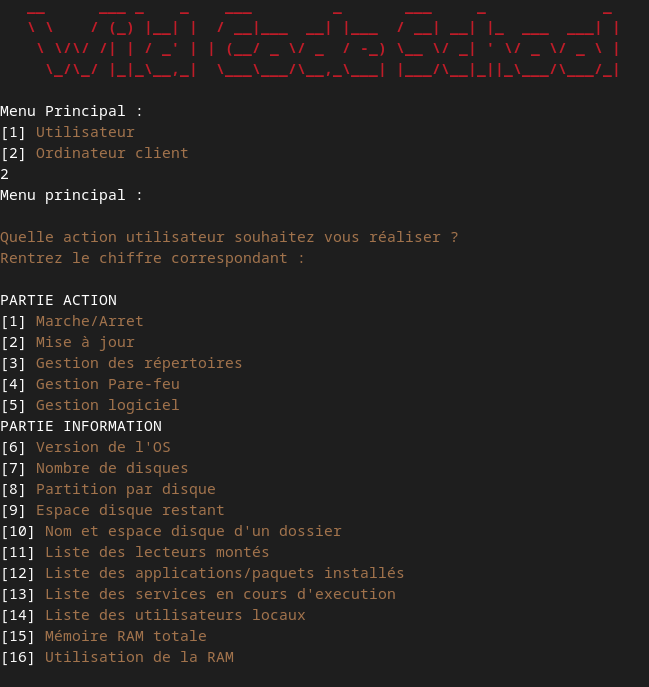 Wild Code School
Menu Principal :
[1] Utilisateur
[2] Ordinateur client
2
Menu principal :
Quelle action utilisateur souhaitez vous réaliser ?
Rentrez le chiffre correspondant :
PARTIE ACTION
[1] Marche/Arret
[2] Mise à jour
[3] Gestion des répertoires
[4] Gestion Pare-feu
[5] Gestion logiciel
PARTIE INFORMATION
[6] Version de l'OS
[7] Nombre de disques
[8] Partition par disque
[9] Espace disque restant
[10] Nom et espace disque d'un dossier
[11] Liste des lecteurs montés
[12] Liste des applications/paquets installés
[13] Liste des services en cours d'execution
[14] Liste des utilisateurs locaux
[15] Mémoire RAM totale
[16] Utilisation de la RAM